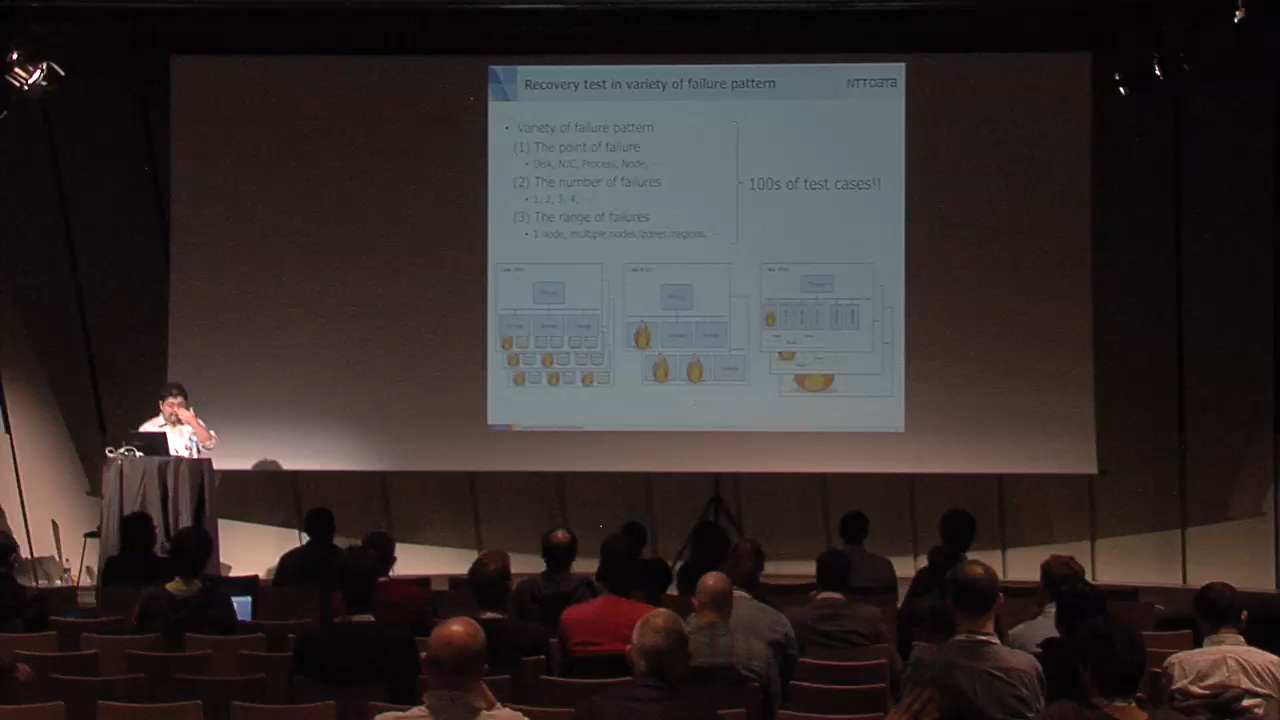 Recovery test in variety of failure pattern
NTTDATA
• Variety of failure pattern
(1) The point of failure
• Disk, NIC, Process, Node, …
(2) The number of failures
• 1, 2, 3, 4, …
(3) The range of failures
• 1 node, multiple nodes/zones/regions, …
100s of test cases!!